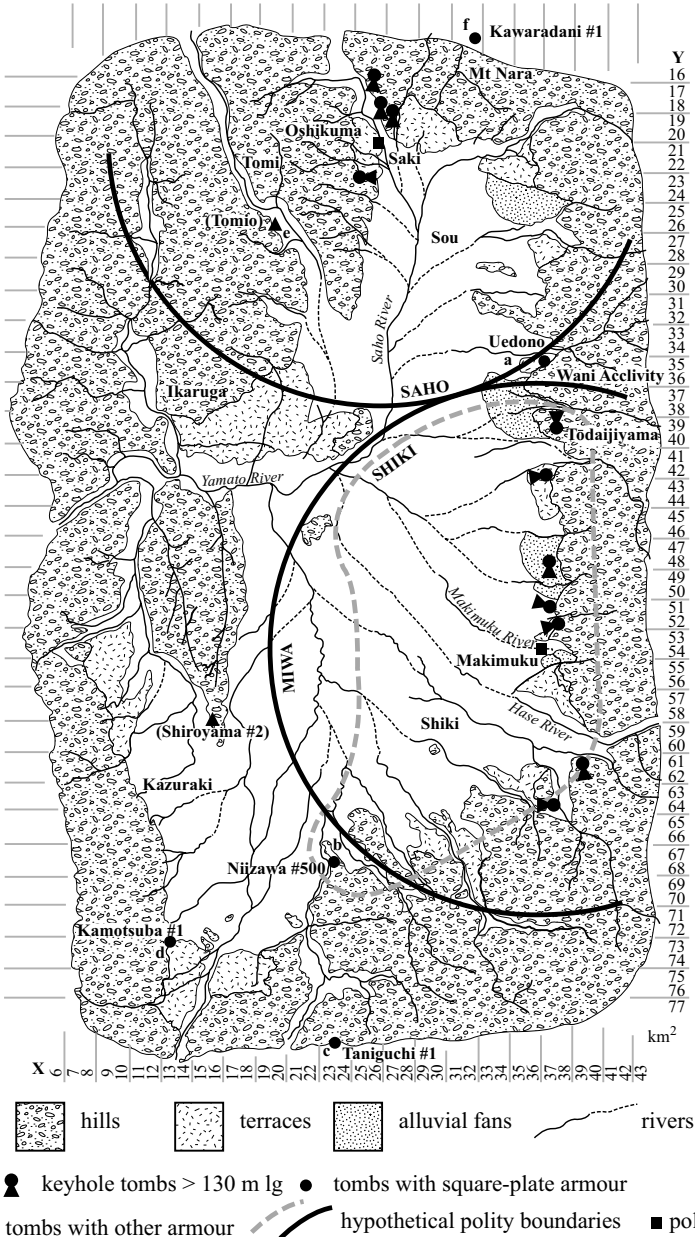 f Kawaradani #1
Y
Mt Nara
16
17
18
19
20
21
22
23
24
25
26
27
28
29
30
31
32
33
34
35
36
37
38
39
40
41
42
43
44
45
46
47
48
49
50
51
52
53
54
55
56
57
58
59
60
61
62
63
64
65
66
67
68
69
70
71
72
73
74
75
76
77
km²
Oshikuma
Saki
Tomi
(Tomio)
e
Sou
Saho River
Uedono
a
Wani Acclivity
Ikaruga
SAHO
Tōdaijiyama
SHIKI
Yamato River
Makimuku River
MIWA
Makimuku
Hase River
(Shiroyama #2)
Shiki
Kazuraki
b
Niizawa #500
Kamotsuba #1
d
c Taniguchi #1
X 6 7 8 9 10 11 12 13 14 15 16 17 18 19 20 21 22 23 24 25 26 27 28 29 30 31 32 33 34 35 36 37 38 39 40 41 42 43
hills terraces alluvial fans rivers
keyhole tombs > 130 m lg tombs with square-plate armour
tombs with other armour hypothetical polity boundaries pol